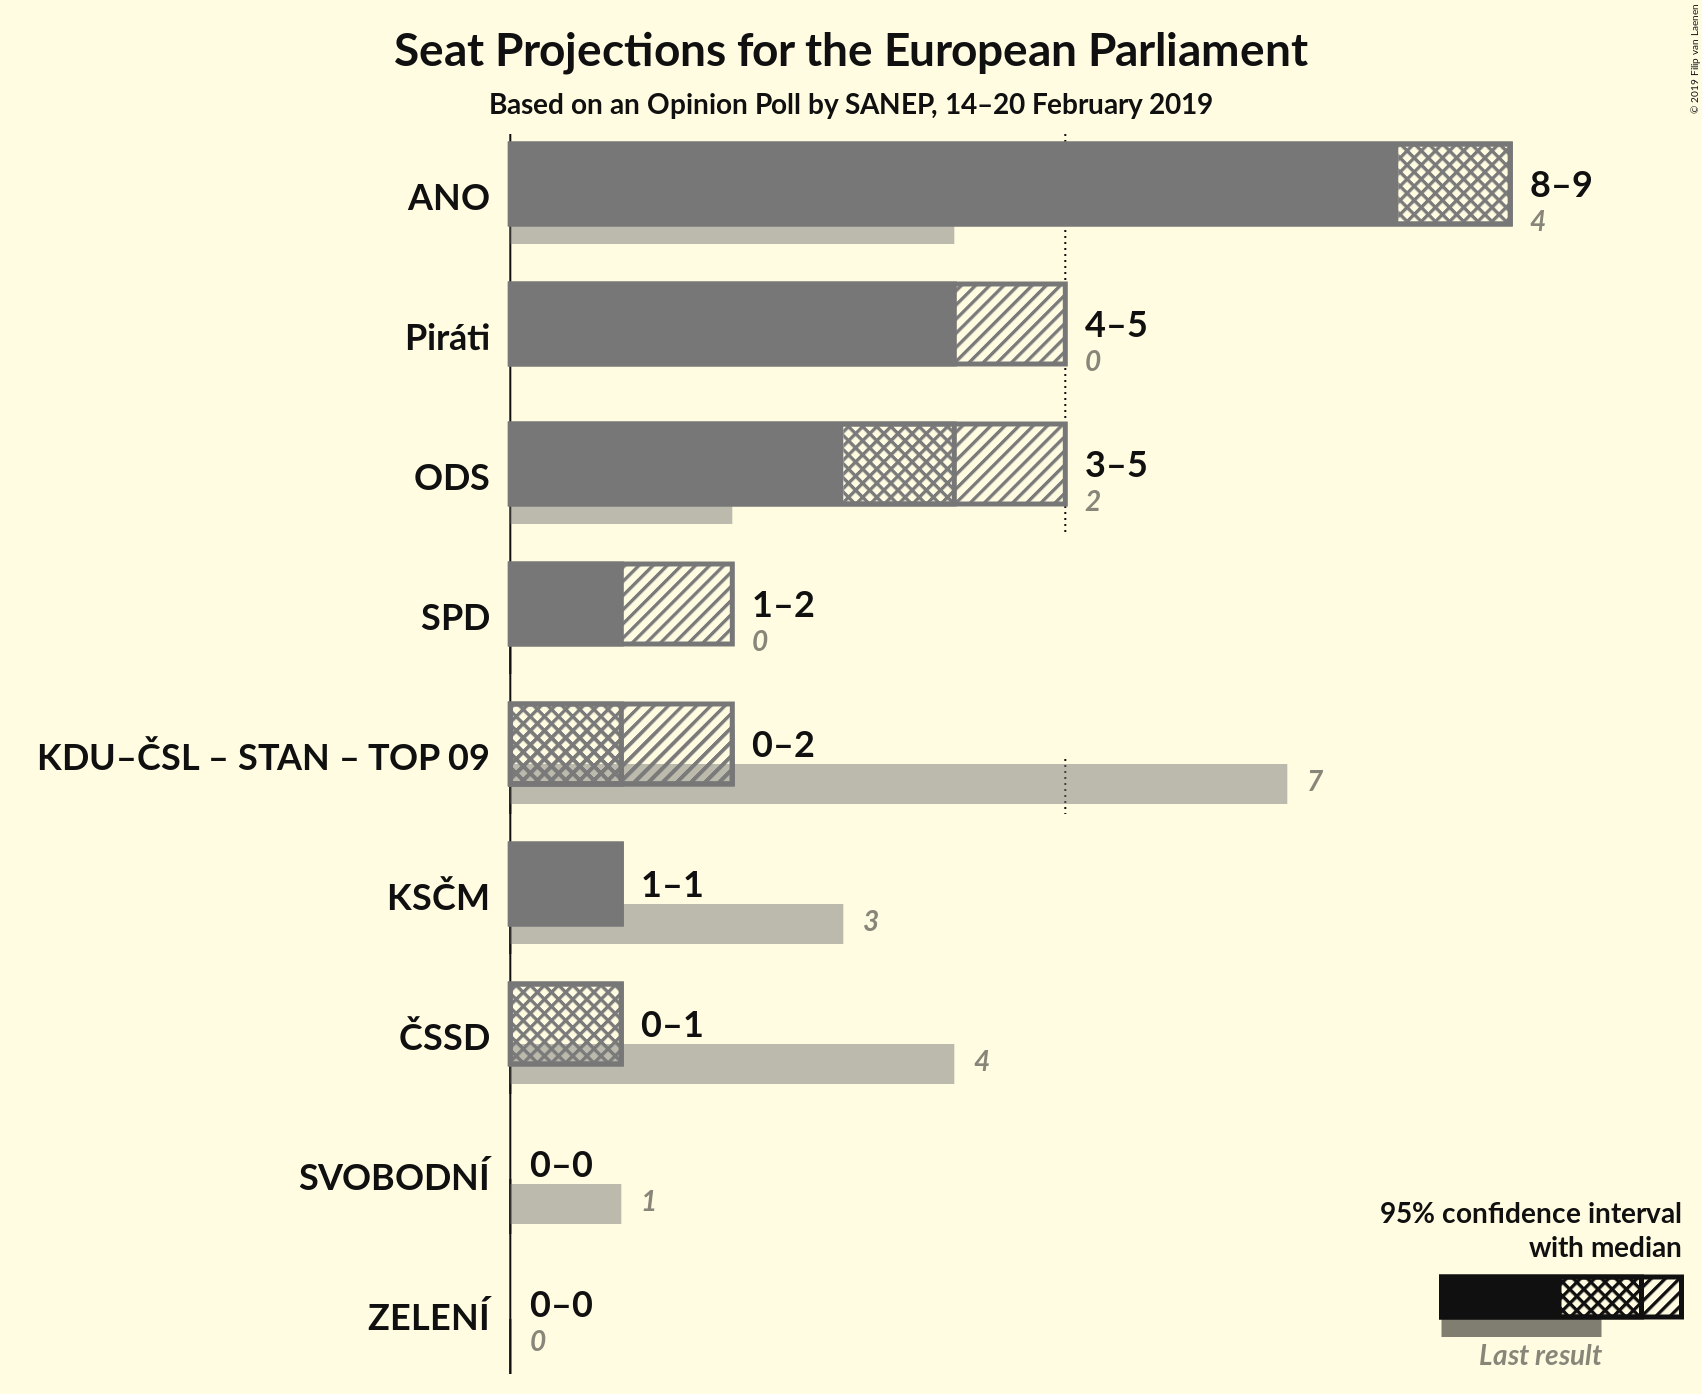 Seat Projections for the European Parliament
Based on an Opinion Poll by SANEP, 14–20 February 2019
© 2019 Filip van Laenen
ANO
8–9
4
Piráti
4–5
0
ODS
3–5
2
SPD
1–2
0
KDU–ČSL – STAN – TOP 09
0–2
7
KSČM
1–1
3
ČSSD
0–1
4
SVOBODNÍ
0–0
1
ZELENÍ
0–0
0
95% confidence interval
with median
Last result